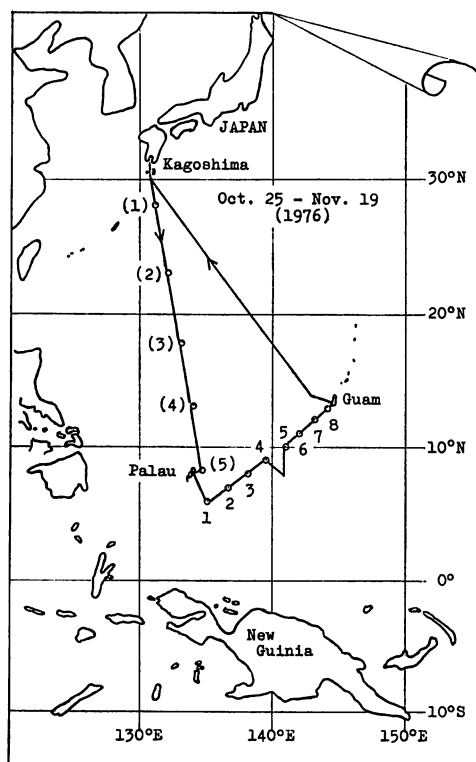 JAPAN
Kagoshima
30°N
(1)
Oct. 25 - Nov. 19
(1976)
(2)
20°N
(3)
(4)
Guam
8
7
5
6
10°N
4
Palau
(5)
3
2
1
0°
New
Guinia
10°S
130°E
140°E
150°E